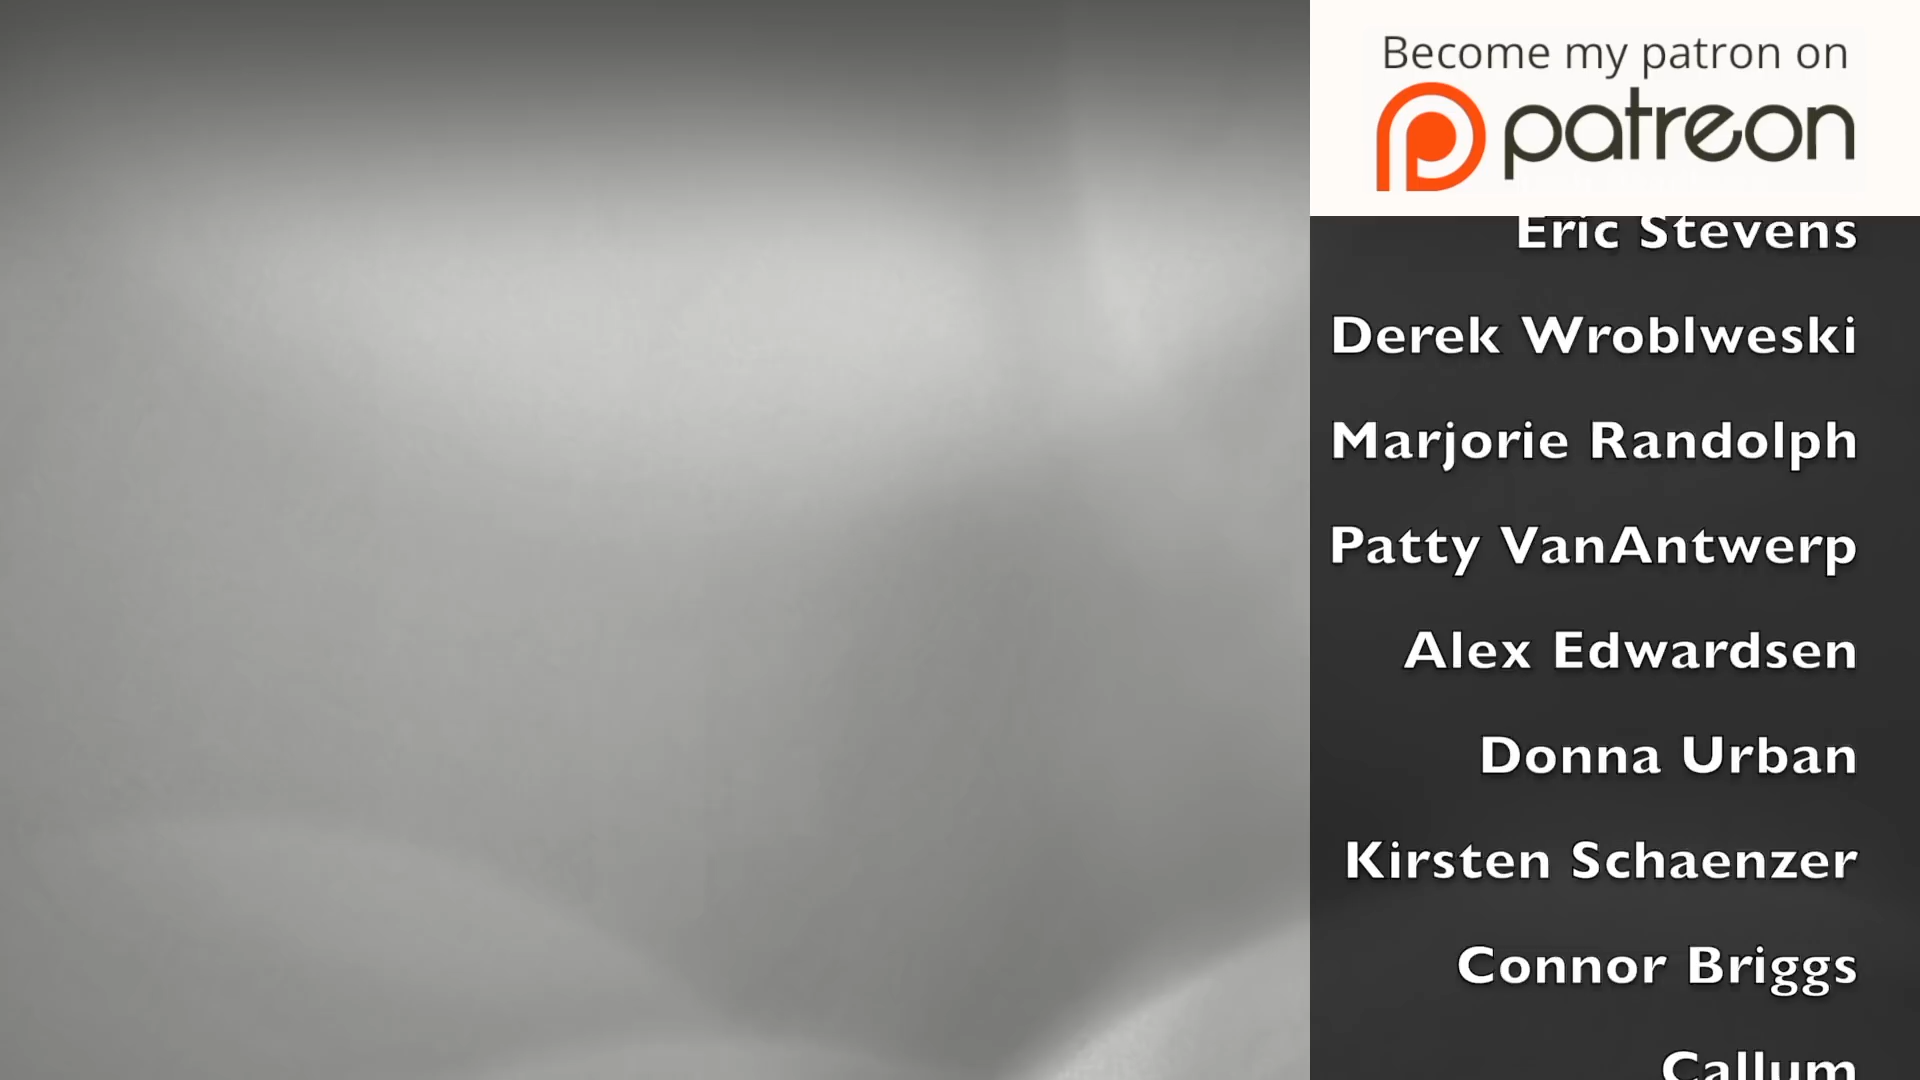 Become my patron on
patreon
Eric Stevens
Derek Wroblweski
Marjorie Randolph
Patty VanAntwerp
Alex Edwardsen
Donna Urban
Kirsten Schaenzer
Connor Briggs
Callum